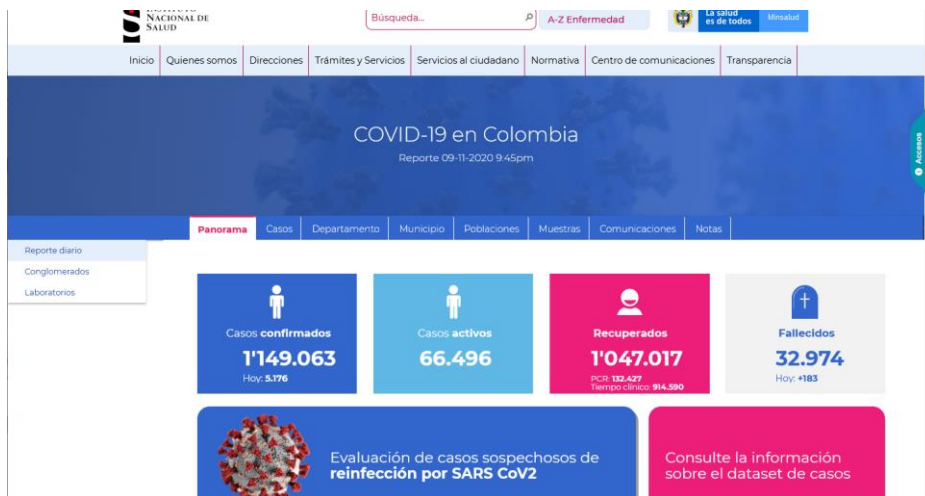 INSTITUTO
NACIONAL DE
SALUD
Búsqueda...
A-Z Enfermedad
La salud
es de todos
Minsalud
Inicio
Quienes somos
Direcciones
Trámites y Servicios
Servicios al ciudadano
Normativa
Centro de comunicaciones
Transparencia
COVID-19 en Colombia
Reporte 09-11-2020 9:45pm
Accesos
Panorama
Casos
Departamento
Municipio
Poblaciones
Muestras
Comunicaciones
Notas
Reporte diario
Conglomerados
Laboratorios
Casos confirmados
1'149.063
Hoy: 5.176
Casos activos
66.496
Recuperados
1'047.017
PCR: 132.427
Tiempo clínico: 914.590
Fallecidos
32.974
Hoy: +183
Evaluación de casos sospechosos de
reinfección por SARS CoV2
Consulte la información
sobre el dataset de casos